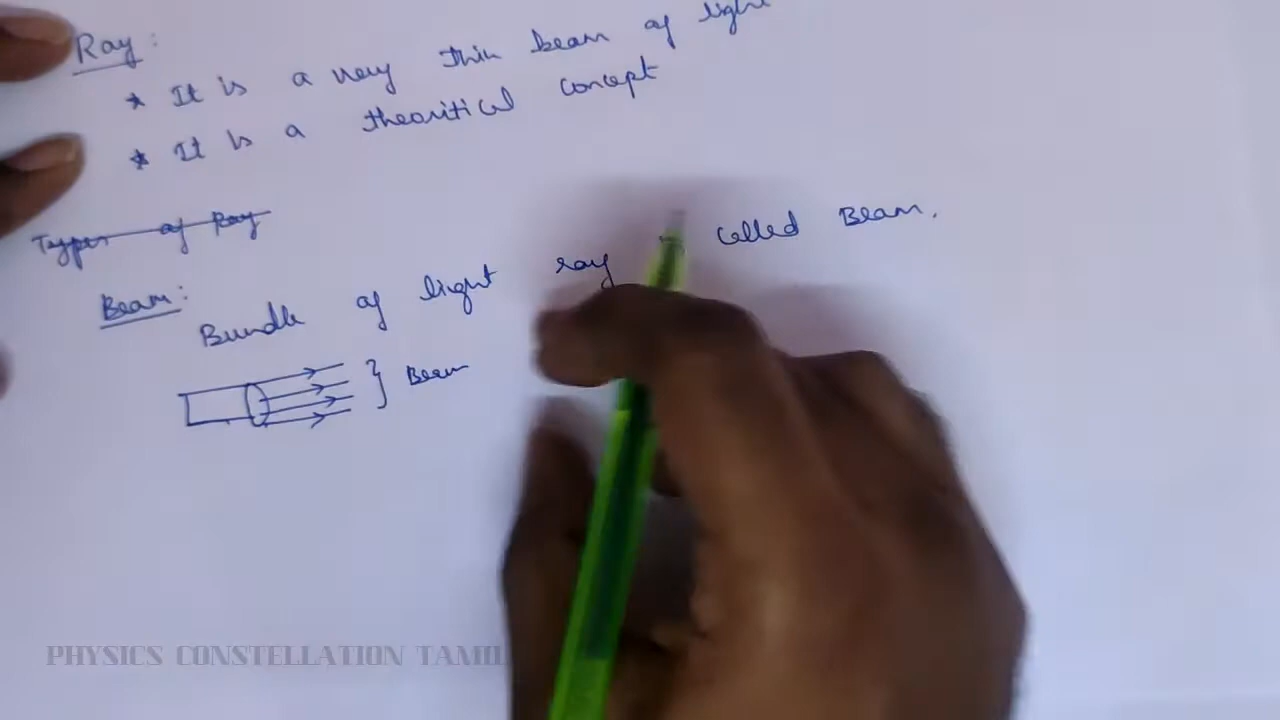 Ray:
* It is a very thin beam of light
* It is a theoritical concept
Types of Ray
Beam:
Bundle of light ray called Beam.
Beam
PHYSICS CONSTELLATION TAMIL